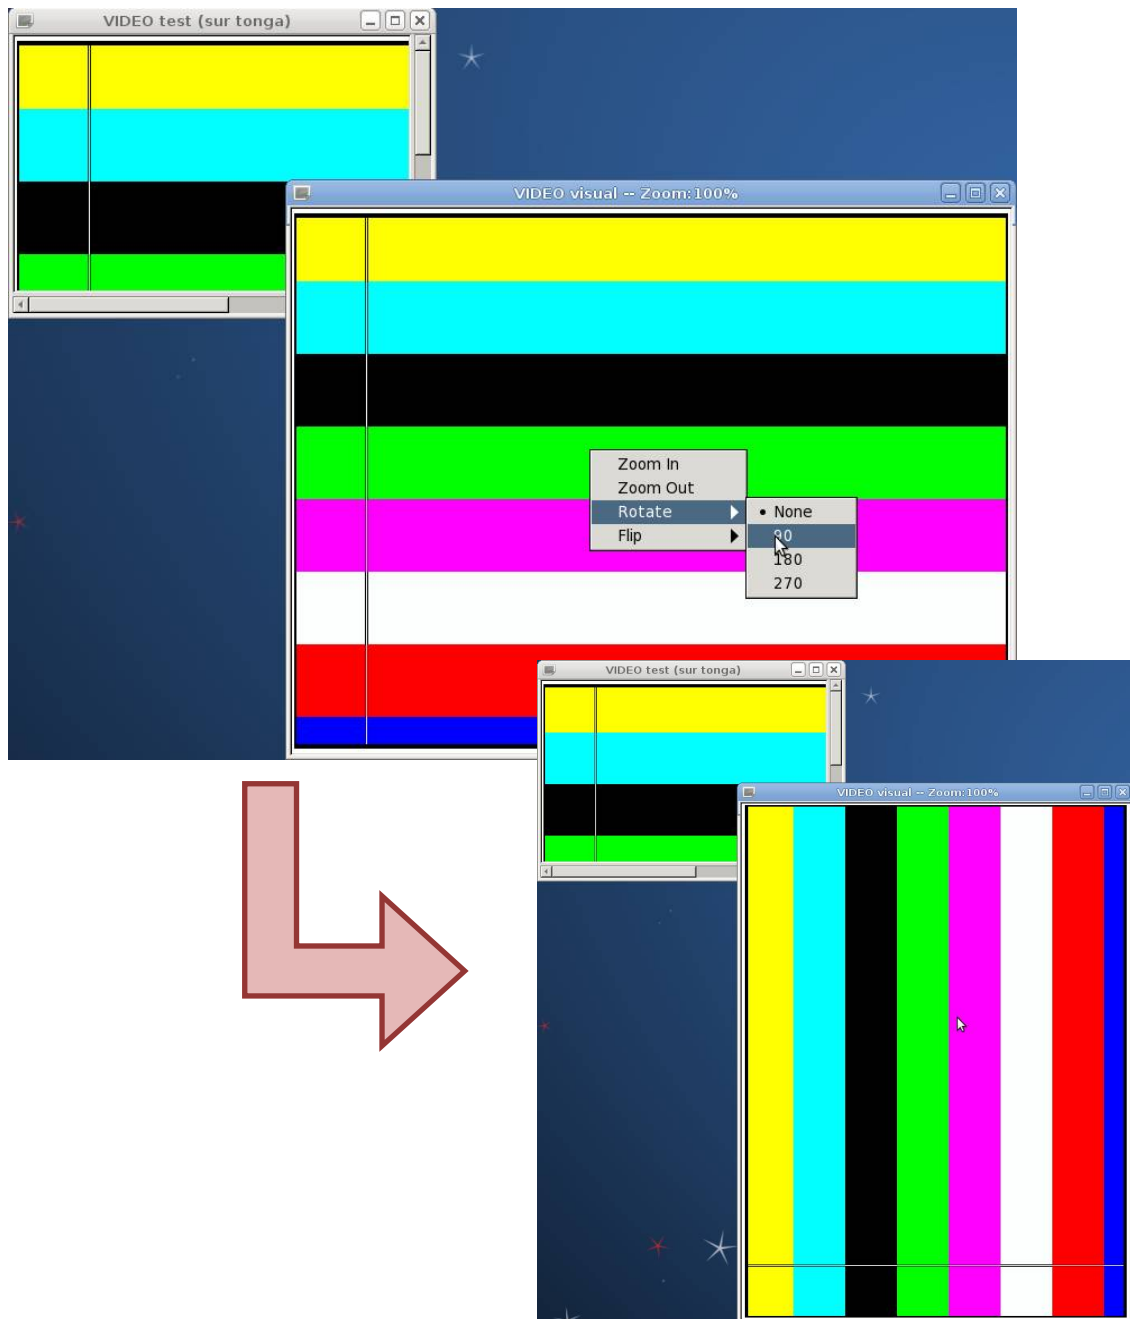 VIDEO test (sur tonga)
VIDEO visual -- Zoom:100%
Zoom In
Zoom Out
Rotate
Flip
None
90
180
270
VIDEO test (sur tonga)
VIDEO visual -- Zoom:100%